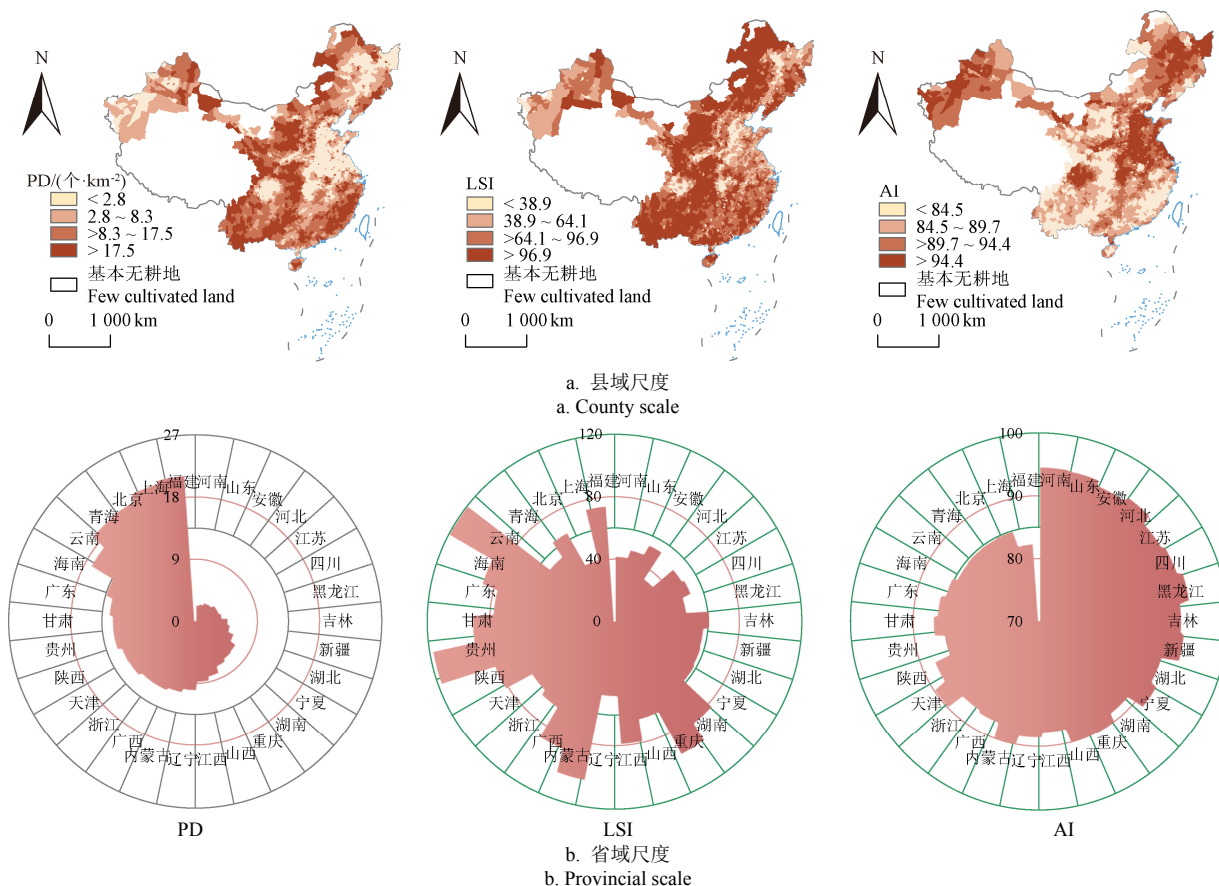 N
PD/(个·km⁻²)
< 2.8
2.8 ~ 8.3
>8.3 ~ 17.5
> 17.5
基本无耕地
Few cultivated land
0 1 000 km
N
LSI
< 38.9
38.9 ~ 64.1
>64.1 ~ 96.9
> 96.9
基本无耕地
Few cultivated land
0 1 000 km
N
AI
< 84.5
84.5 ~ 89.7
>89.7 ~ 94.4
> 94.4
基本无耕地
Few cultivated land
0 1 000 km
a. 县域尺度
a. County scale
27
18
9
0
福建
河南
山东
安徽
河北
江苏
四川
黑龙江
吉林
新疆
湖北
宁夏
湖南
重庆
山西
江西
辽宁
内蒙古
广西
浙江
天津
陕西
贵州
甘肃
广东
海南
云南
青海
北京
上海
PD
120
80
40
0
福建
河南
山东
安徽
河北
江苏
四川
黑龙江
吉林
新疆
湖北
宁夏
湖南
重庆
山西
江西
辽宁
内蒙古
广西
浙江
天津
陕西
贵州
甘肃
广东
海南
云南
青海
北京
上海
LSI
100
90
80
70
福建
河南
山东
安徽
河北
江苏
四川
黑龙江
吉林
新疆
湖北
宁夏
湖南
重庆
山西
江西
辽宁
内蒙古
广西
浙江
天津
陕西
贵州
甘肃
广东
海南
云南
青海
北京
上海
AI
b. 省域尺度
b. Provincial scale